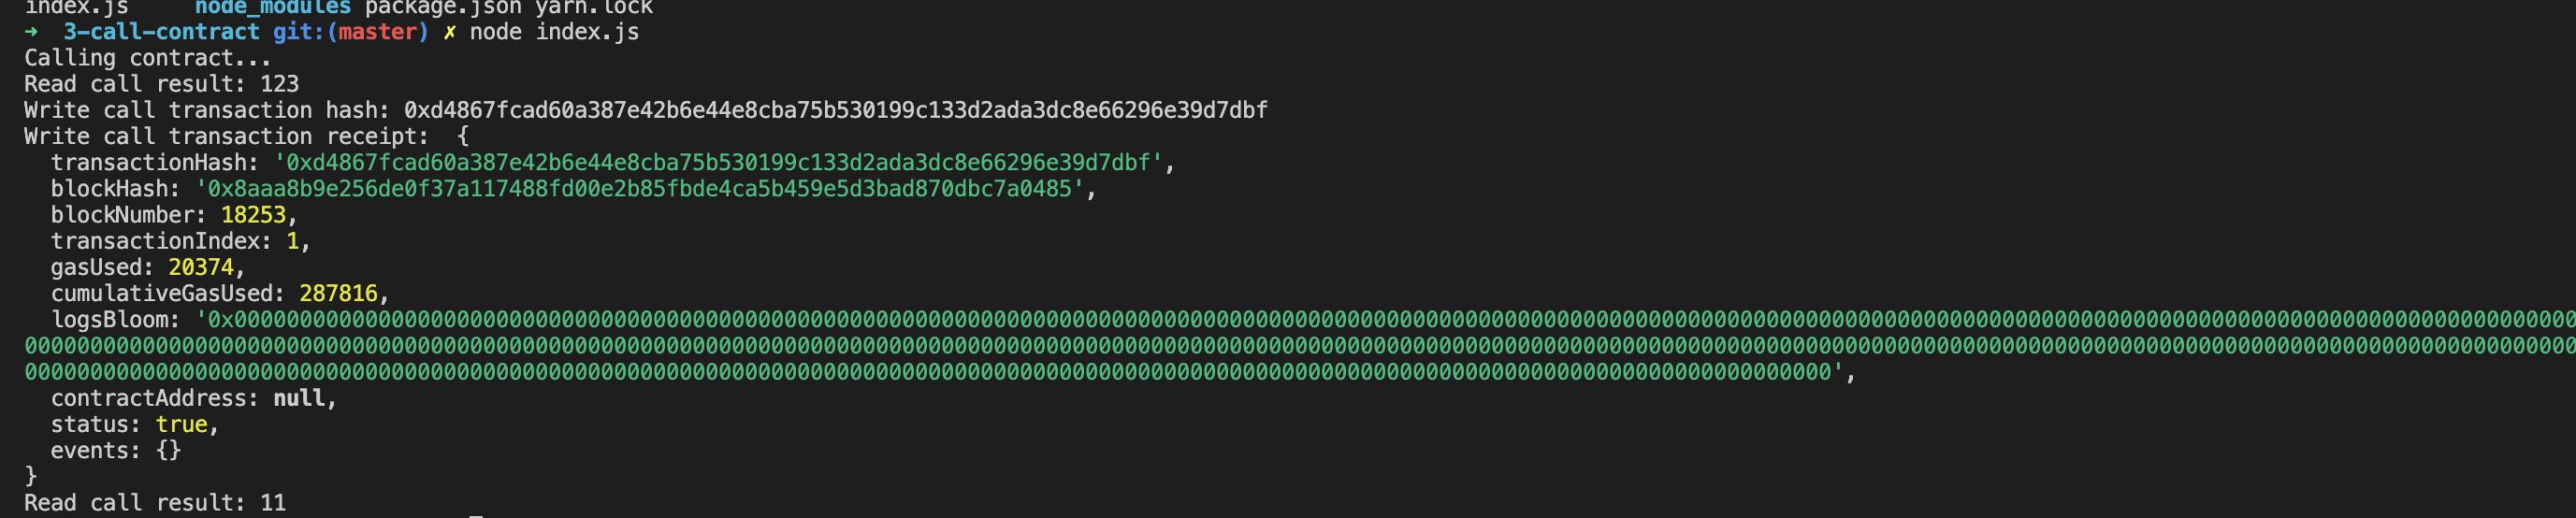 index.js node_modules package.json yarn.lock
➜ 3-call-contract git:(master) ✗ node index.js
Calling contract...
Read call result: 123
Write call transaction hash: 0xd4867fcad60a387e42b6e44e8cba75b530199c133d2ada3dc8e66296e39d7dbf
Write call transaction receipt: {
transactionHash: '0xd4867fcad60a387e42b6e44e8cba75b530199c133d2ada3dc8e66296e39d7dbf',
blockHash: '0x8aaa8b9e256de0f37a117488fd00e2b85fbde4ca5b459e5d3bad870dbc7a0485',
blockNumber: 18253,
transactionIndex: 1,
gasUsed: 20374,
cumulativeGasUsed: 287816,
logsBloom:
contractAddress: null,
status: true,
events: {}
}
Read call result: 11